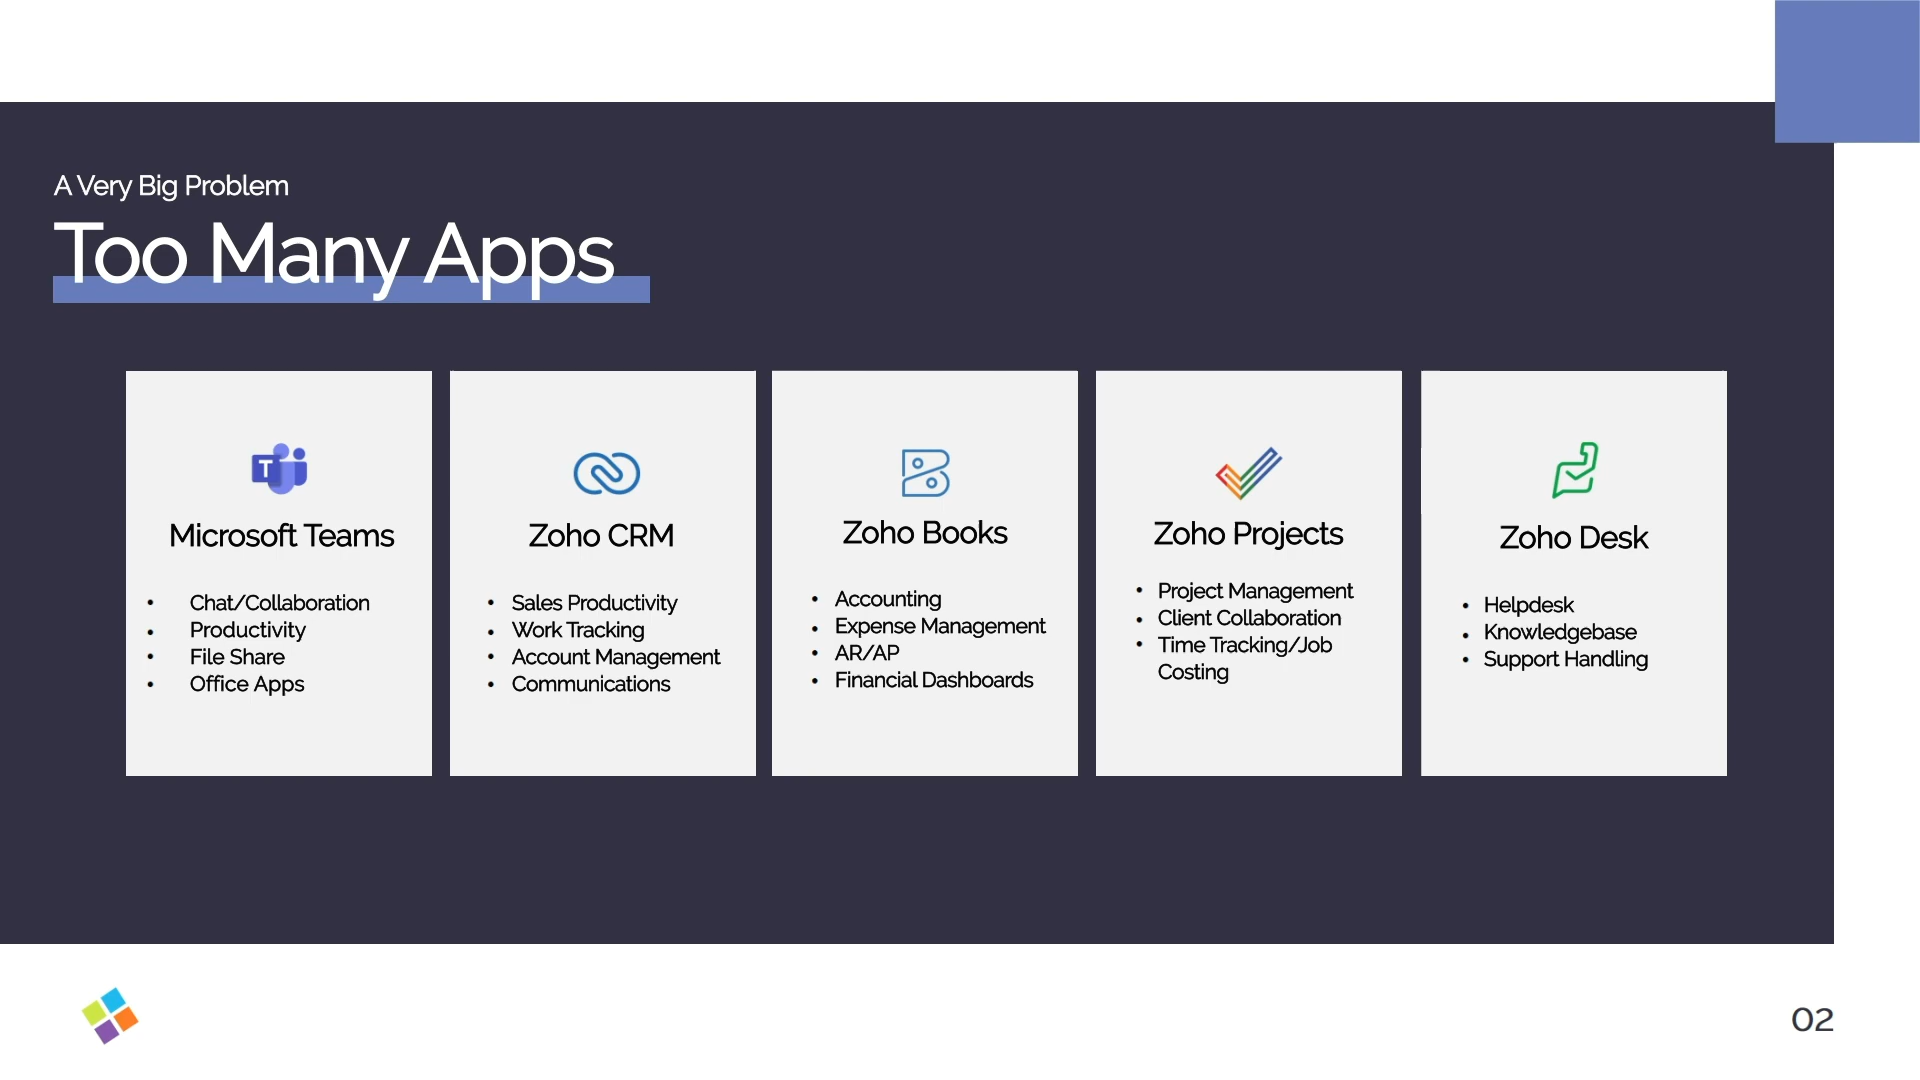 A Very Big Problem
Too Many Apps
T
Microsoft Teams
• Chat/Collaboration
• Productivity
• File Share
• Office Apps
Zoho CRM
• Sales Productivity
• Work Tracking
• Account Management
• Communications
Zoho Books
• Accounting
• Expense Management
• AR/AP
• Financial Dashboards
Zoho Projects
• Project Management
• Client Collaboration
• Time Tracking/Job
Costing
Zoho Desk
• Helpdesk
• Knowledgebase
• Support Handling
02